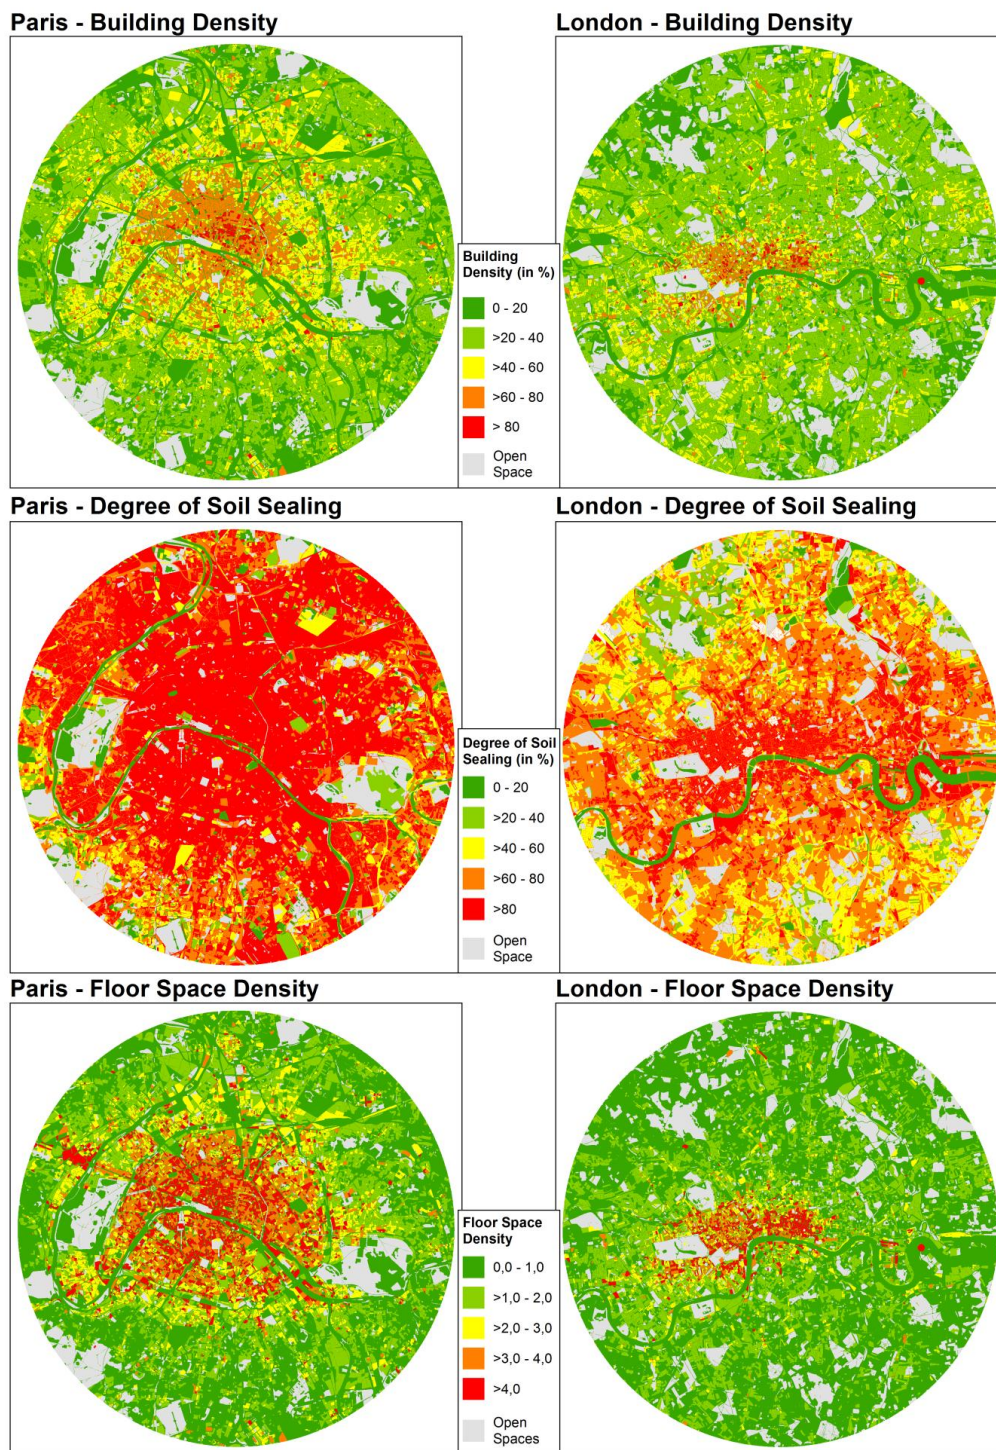 Paris - Building Density
London - Building Density
Building
Density (in %)
0 - 20
>20 - 40
>40 - 60
>60 - 80
> 80
Open
Space
Paris - Degree of Soil Sealing
London - Degree of Soil Sealing
Degree of Soil
Sealing (in %)
0 - 20
>20 - 40
>40 - 60
>60 - 80
>80
Open
Space
Paris - Floor Space Density
London - Floor Space Density
Floor Space
Density
0,0 - 1,0
>1,0 - 2,0
>2,0 - 3,0
>3,0 - 4,0
>4,0
Open
Spaces